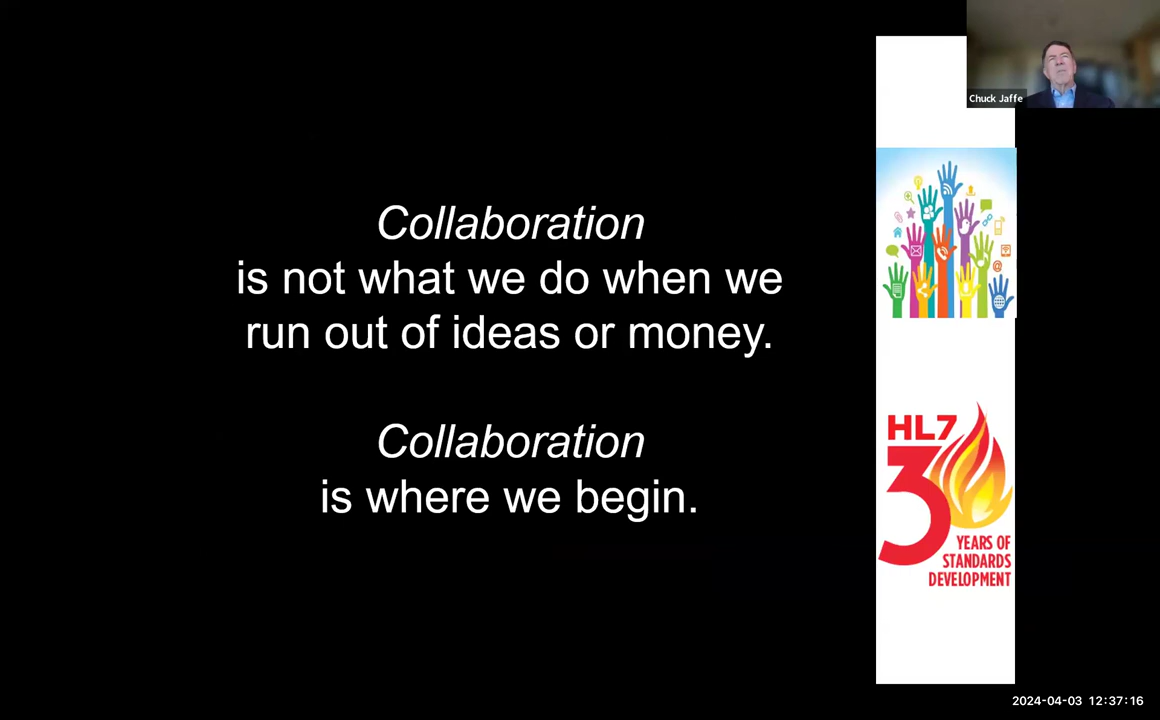 Chuck Jaffe
Collaboration
is not what we do when we
run out of ideas or money.
Collaboration
is where we begin.
HL7
30
YEARS OF
STANDARDS
DEVELOPMENT
2024-04-03 12:37:16